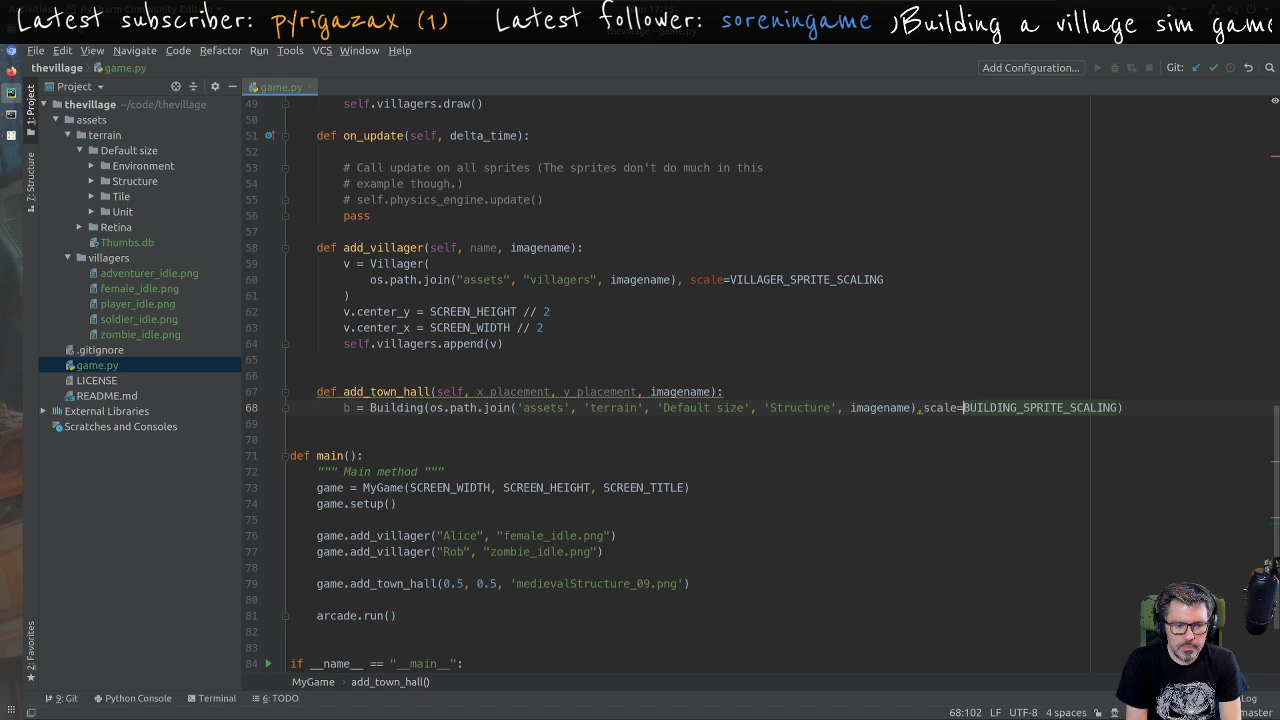 Latest subscriber: pyrigazax (1) Latest follower: soreningame )Building a village sim game
File Edit View Navigate Code Refactor Run Tools VCS Window Help
thevillage game.py Add Configuration... Git:
Project game.py
1: Project
thevillage ~/code/thevillage
assets
terrain
Default size
Environment
Structure
Tile
Unit
Retina
Thumbs.db
villagers
adventurer_idle.png
female_idle.png
player_idle.png
soldier_idle.png
zombie_idle.png
.gitignore
game.py
LICENSE
README.md
External Libraries
Scratches and Consoles
7: Structure
2: Favorites
49 self.villagers.draw()
50
51 def on_update(self, delta_time):
52
53 # Call update on all sprites (The sprites don't do much in this
54 # example though.)
55 # self.physics_engine.update()
56 pass
57
58 def add_villager(self, name, imagename):
59 v = Villager(
60 os.path.join("assets", "villagers", imagename), scale=VILLAGER_SPRITE_SCALING
61 )
62 v.center_y = SCREEN_HEIGHT // 2
63 v.center_x = SCREEN_WIDTH // 2
64 self.villagers.append(v)
65
66
67 def add_town_hall(self, x_placement, y_placement, imagename):
68 b = Building(os.path.join('assets', 'terrain', 'Default size', 'Structure', imagename),scale=BUILDING_SPRITE_SCALING)
69
70
71 def main():
72 """ Main method """
73 game = MyGame(SCREEN_WIDTH, SCREEN_HEIGHT, SCREEN_TITLE)
74 game.setup()
75
76 game.add_villager("Alice", "female_idle.png")
77 game.add_villager("Rob", "zombie_idle.png")
78
79 game.add_town_hall(0.5, 0.5, 'medievalStructure_09.png')
80
81 arcade.run()
82
83
84 if __name__ == "__main__":
MyGame add_town_hall()
9: Git Python Console Terminal 6: TODO Log
68:102 LF UTF-8 4 spaces master